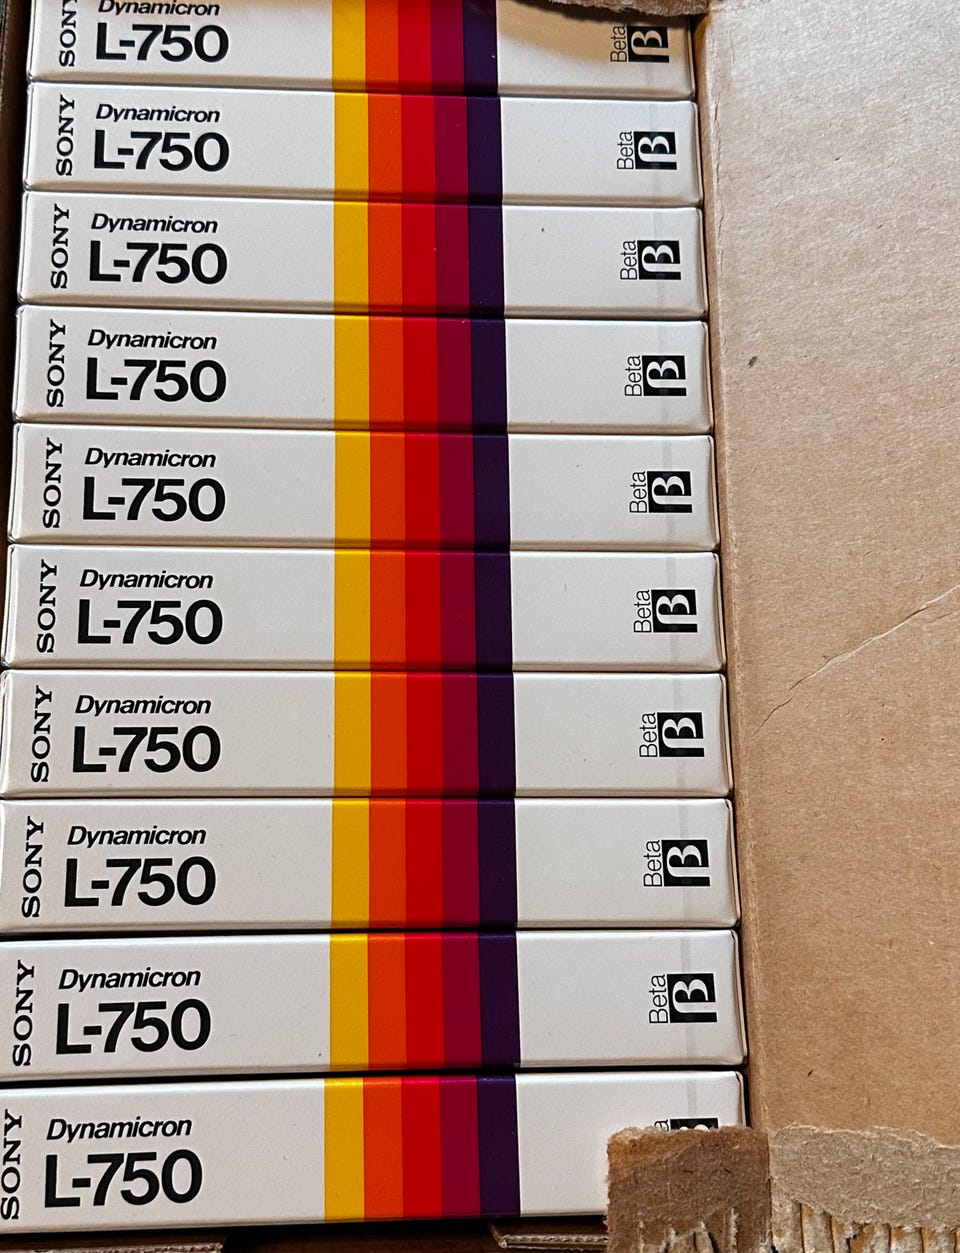 SONY
Dynamicron
L-750
Beta
β
SONY
Dynamicron
L-750
Beta
β
SONY
Dynamicron
L-750
Beta
β
SONY
Dynamicron
L-750
Beta
β
SONY
Dynamicron
L-750
Beta
β
SONY
Dynamicron
L-750
Beta
β
SONY
Dynamicron
L-750
Beta
β
SONY
Dynamicron
L-750
Beta
β
SONY
Dynamicron
L-750
Beta
β
SONY
Dynamicron
L-750